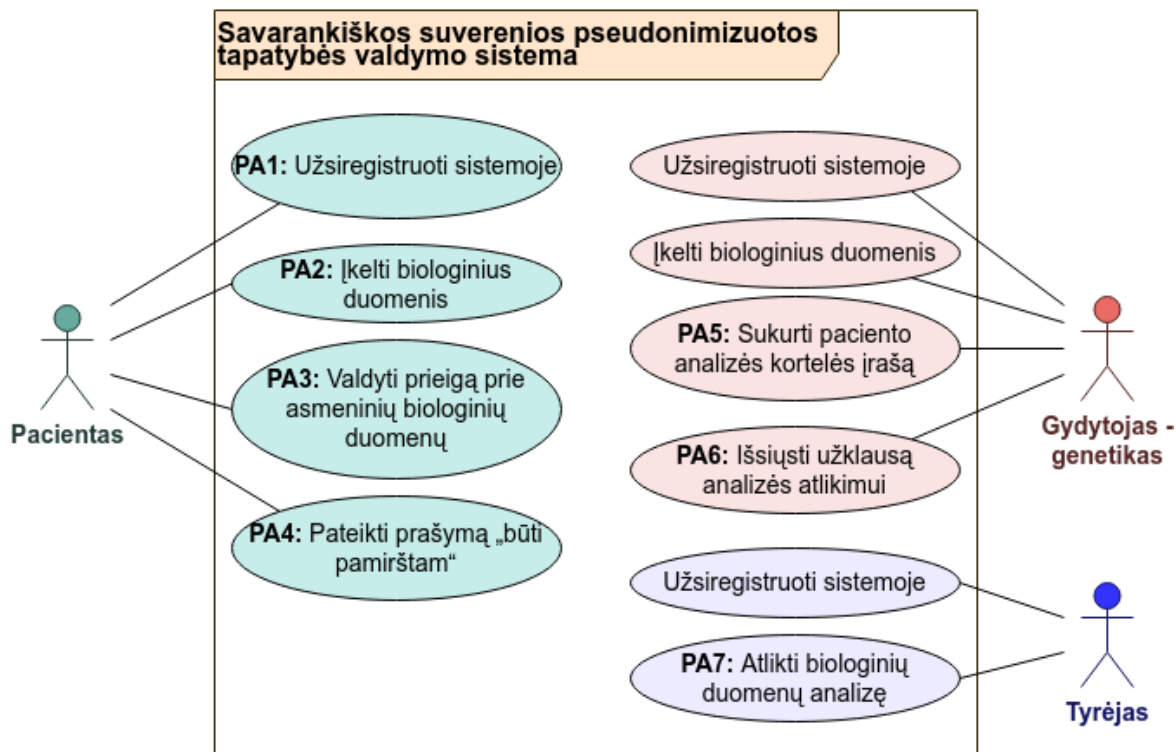 Savarankiškos suverenios pseudonimizuotos
tapatybės valdymo sistema
PA1: Užsiregistruoti sistemoje
PA2: Įkelti biologinius
duomenis
PA3: Valdyti prieigą prie
asmeninių biologinių
duomenų
PA4: Pateikti prašymą „būti
pamirštam“
Pacientas
Užsiregistruoti sistemoje
Įkelti biologinius duomenis
PA5: Sukurti paciento
analizės kortelės įrašą
PA6: Išsiųsti užklausą
analizės atlikimui
Gydytojas -
genetikas
Užsiregistruoti sistemoje
PA7: Atlikti biologinių
duomenų analizę
Tyrėjas